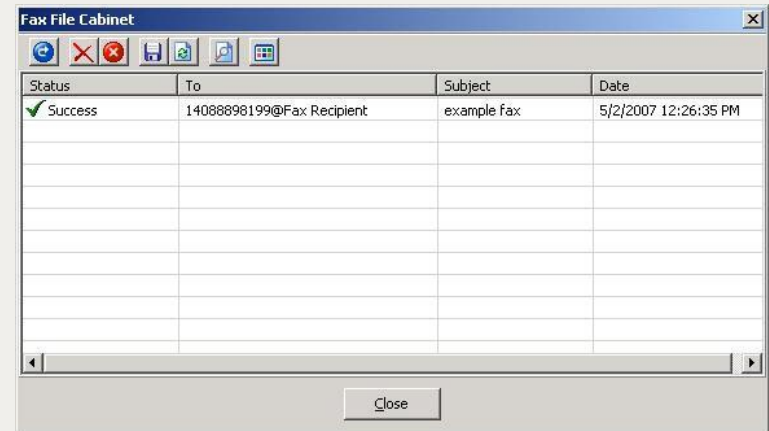 Fax File Cabinet
Status To Subject Date
Success 14088898199@Fax Recipient example fax 5/2/2007 12:26:35 PM
Close